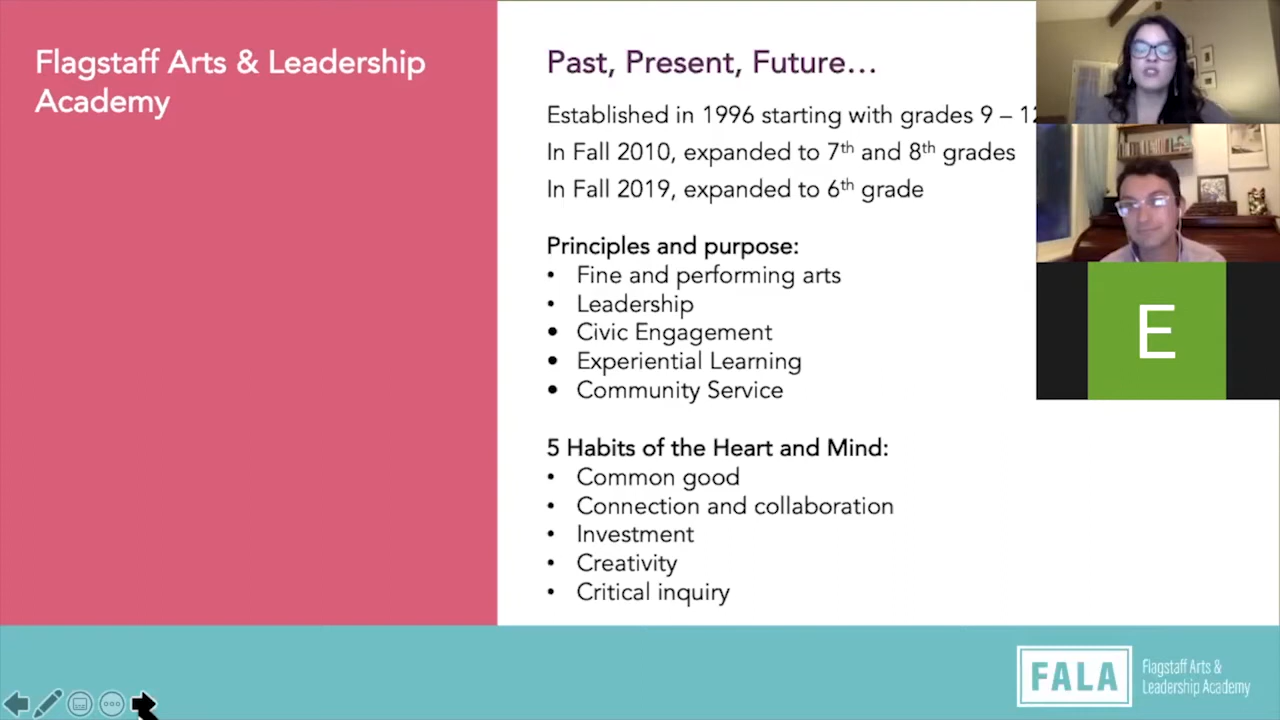 Flagstaff Arts & Leadership
Academy
Past, Present, Future…
Established in 1996 starting with grades 9 – 12
In Fall 2010, expanded to 7th and 8th grades
In Fall 2019, expanded to 6th grade
Principles and purpose:
• Fine and performing arts
• Leadership
• Civic Engagement
• Experiential Learning
• Community Service
5 Habits of the Heart and Mind:
• Common good
• Connection and collaboration
• Investment
• Creativity
• Critical inquiry
E
FALA
Flagstaff Arts &
Leadership Academy